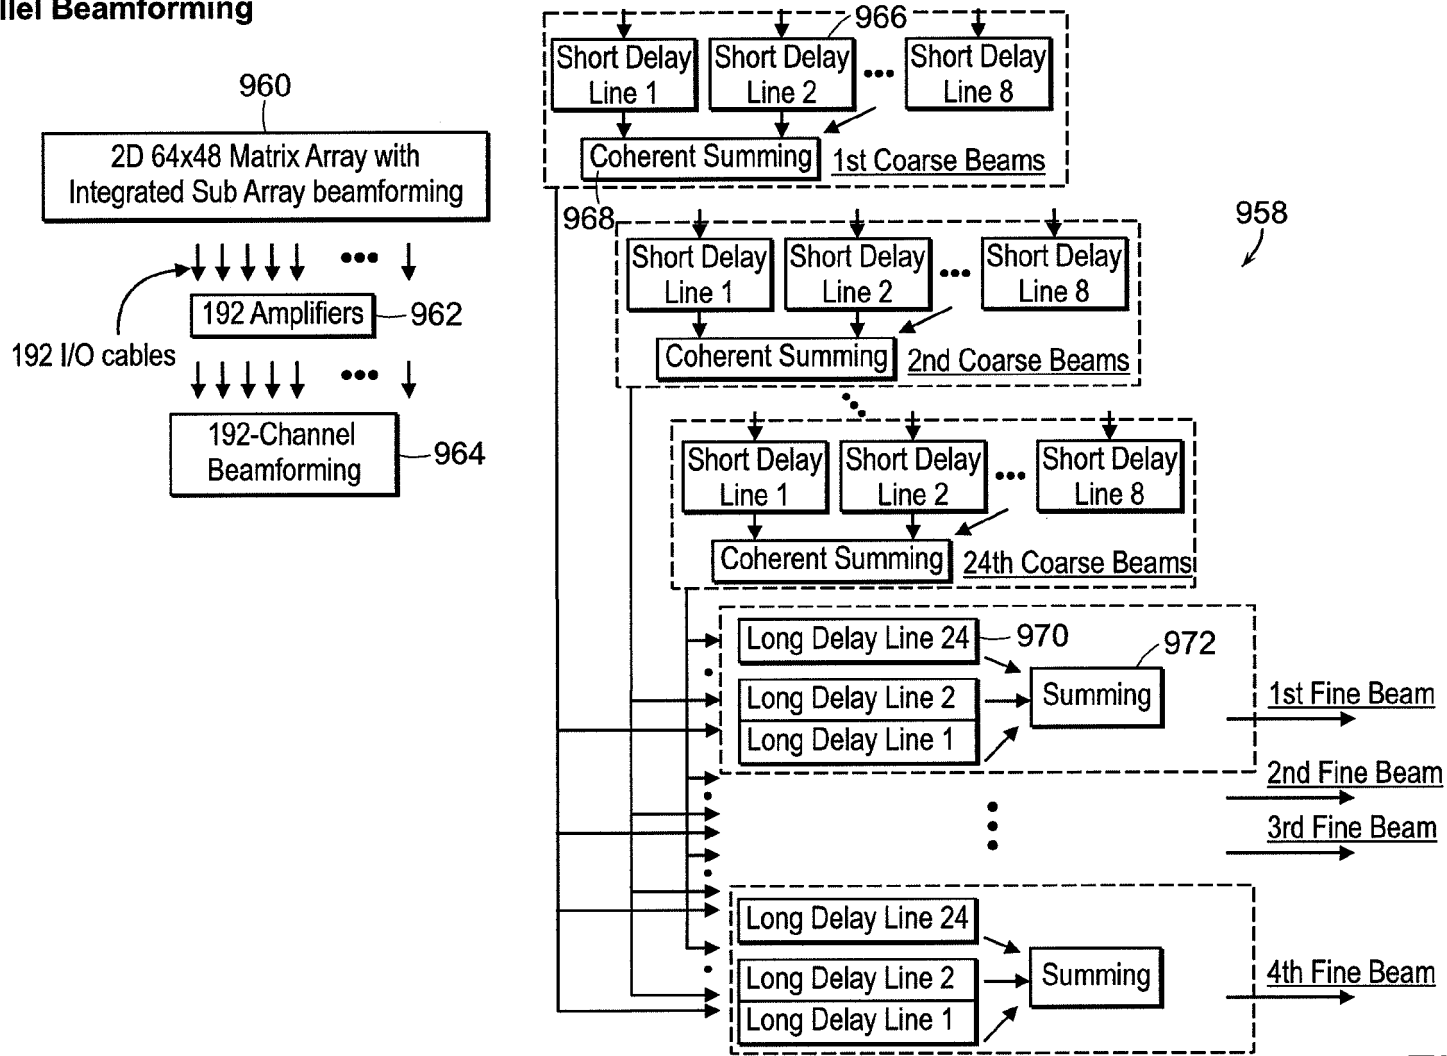 Beamforming
960
2D 64x48 Matrix Array with
Integrated Sub Array beamforming
192 Amplifiers
962
192 I/O cables
192-Channel
Beamforming
964
966
Short Delay
Line 1
Short Delay
Line 2
Short Delay
Line 8
Coherent Summing
1st Coarse Beams
968
958
Short Delay
Line 1
Short Delay
Line 2
Short Delay
Line 8
Coherent Summing
2nd Coarse Beams
Short Delay
Line 1
Short Delay
Line 2
Short Delay
Line 8
Coherent Summing
24th Coarse Beams
Long Delay Line 24
970
972
Long Delay Line 2
Long Delay Line 1
Summing
1st Fine Beam
2nd Fine Beam
3rd Fine Beam
Long Delay Line 24
Long Delay Line 2
Long Delay Line 1
Summing
4th Fine Beam